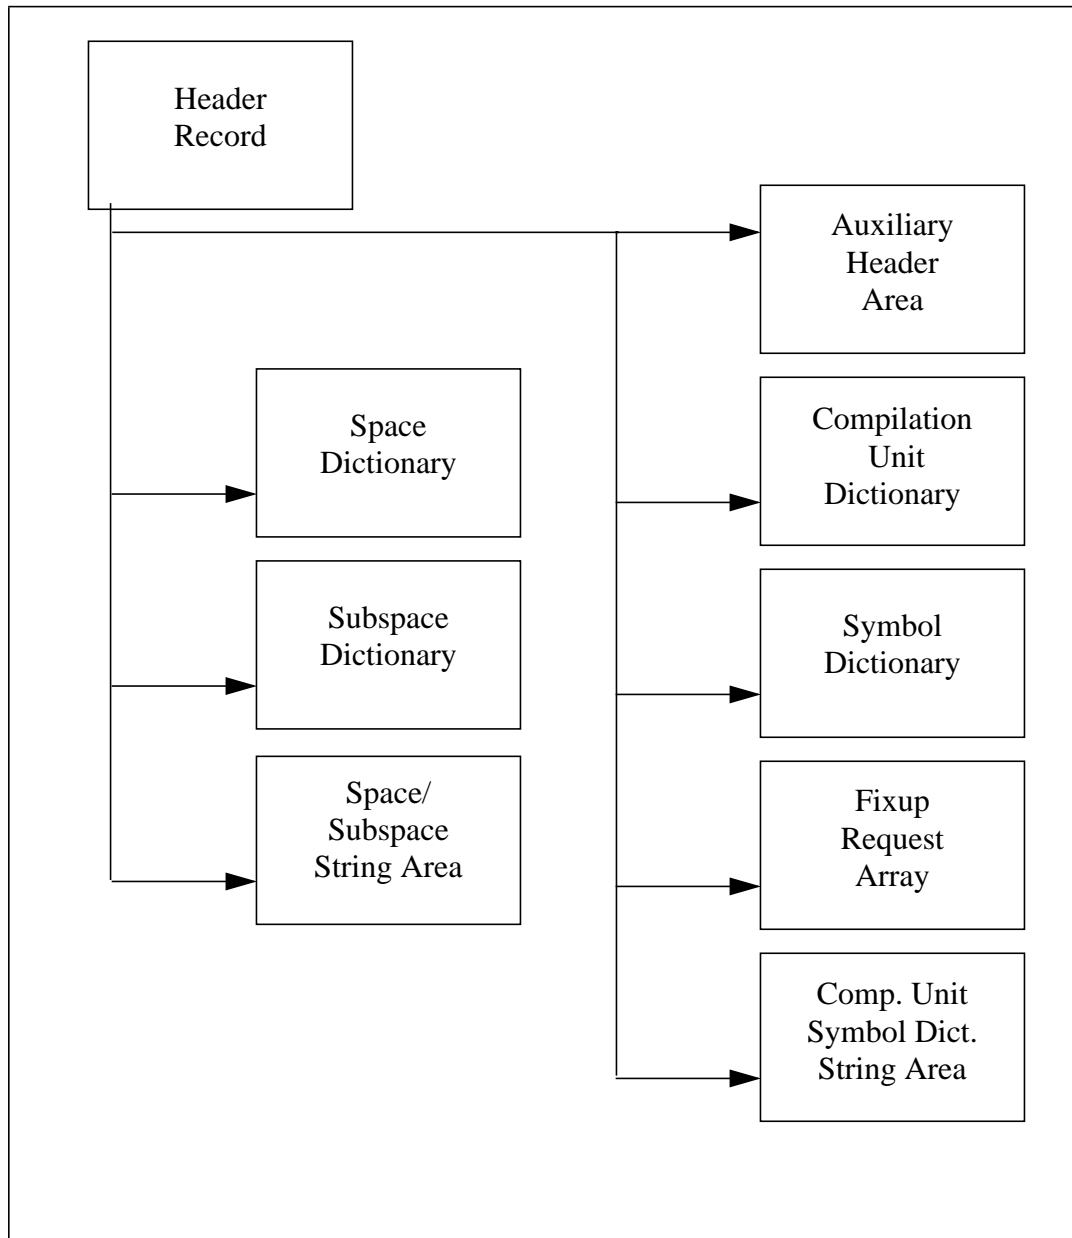 Header
Record
Auxiliary
Header
Area
Space
Dictionary
Compilation
Unit
Dictionary
Subspace
Dictionary
Symbol
Dictionary
Space/
Subspace
String Area
Fixup
Request
Array
Comp. Unit
Symbol Dict.
String Area